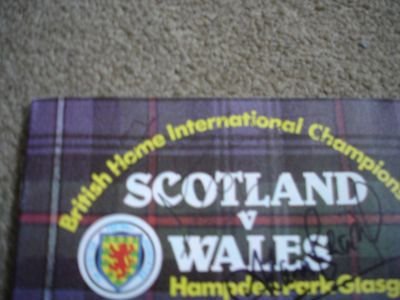 British Home International Champions
SCOTLAND
V
WALES
Hampden Park Glasg